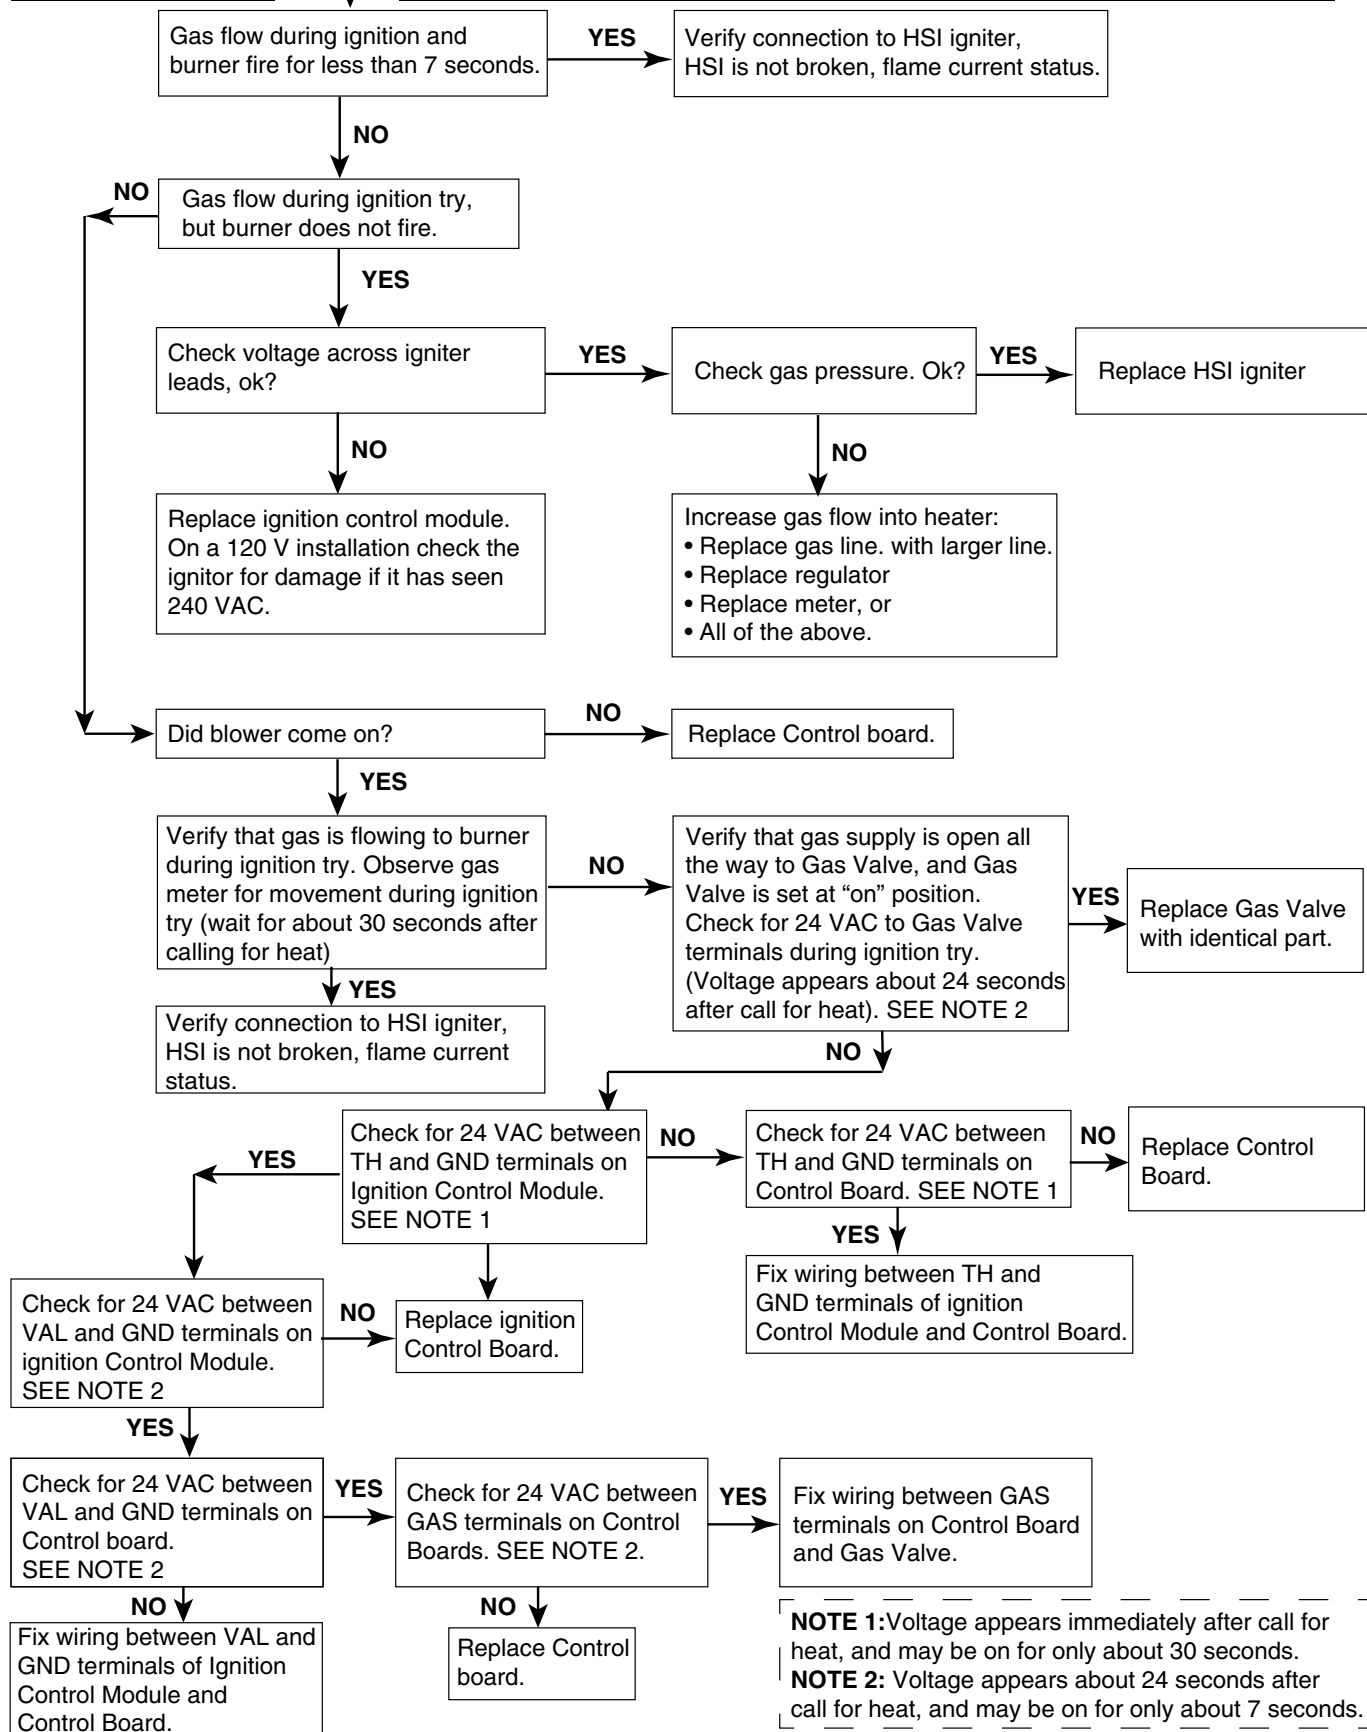 Gas flow during ignition and
burner fire for less than 7 seconds.
YES
Verify connection to HSI igniter,
HSI is not broken, flame current status.
NO
NO
Gas flow during ignition try,
but burner does not fire.
YES
Check voltage across igniter
leads, ok?
YES
Check gas pressure. Ok?
YES
Replace HSI igniter
NO
NO
Replace ignition control module.
On a 120 V installation check the
ignitor for damage if it has seen
240 VAC.
Increase gas flow into heater:
• Replace gas line. with larger line.
• Replace regulator
• Replace meter, or
• All of the above.
Did blower come on?
NO
Replace Control board.
YES
Verify that gas is flowing to burner
during ignition try. Observe gas
meter for movement during ignition
try (wait for about 30 seconds after
calling for heat)
NO
Verify that gas supply is open all
the way to Gas Valve, and Gas
Valve is set at “on” position.
Check for 24 VAC to Gas Valve
terminals during ignition try.
(Voltage appears about 24 seconds
after call for heat). SEE NOTE 2
YES
Replace Gas Valve
with identical part.
YES
Verify connection to HSI igniter,
HSI is not broken, flame current
status.
NO
YES
Check for 24 VAC between
TH and GND terminals on
Ignition Control Module.
SEE NOTE 1
NO
Check for 24 VAC between
TH and GND terminals on
Control Board. SEE NOTE 1
NO
Replace Control
Board.
YES
Fix wiring between TH and
GND terminals of ignition
Control Module and Control Board.
Check for 24 VAC between
VAL and GND terminals on
ignition Control Module.
SEE NOTE 2
NO
Replace ignition
Control Board.
YES
Check for 24 VAC between
VAL and GND terminals on
Control board.
SEE NOTE 2
YES
Check for 24 VAC between
GAS terminals on Control
Boards. SEE NOTE 2.
YES
Fix wiring between GAS
terminals on Control Board
and Gas Valve.
NO
Fix wiring between VAL and
GND terminals of Ignition
Control Module and
Control Board.
NO
Replace Control
board.
NOTE 1:Voltage appears immediately after call for
heat, and may be on for only about 30 seconds.
NOTE 2: Voltage appears about 24 seconds after
call for heat, and may be on for only about 7 seconds.